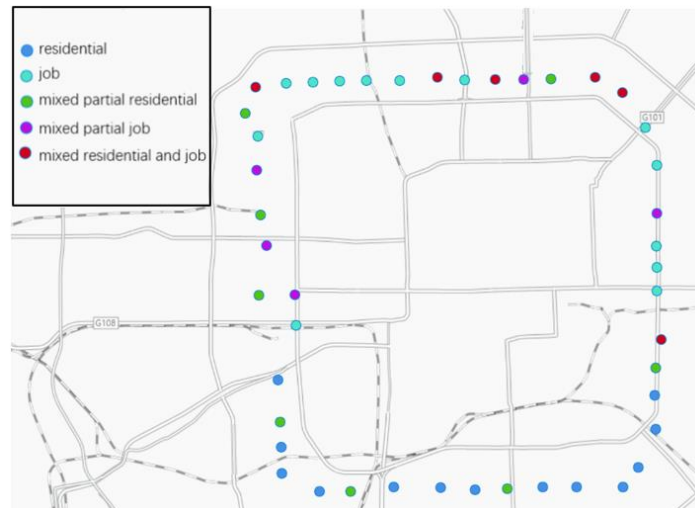 residential
job
mixed partial residential
mixed partial job
mixed residential and job
G101
G108